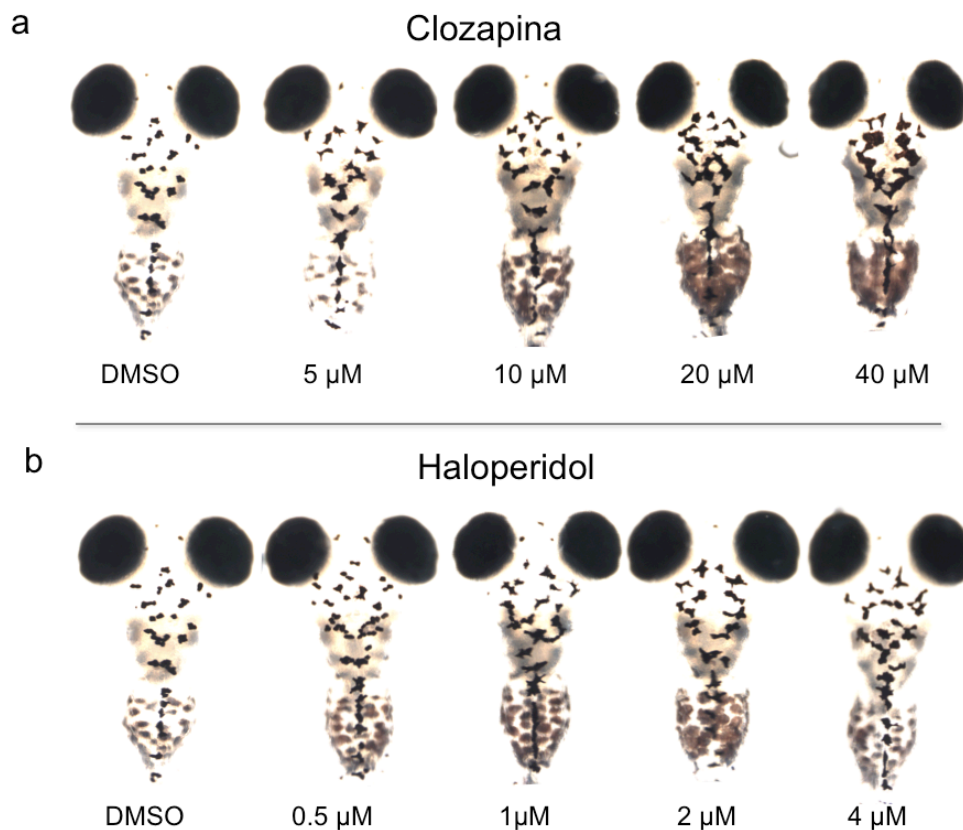 a
Clozapina
DMSO 5 µM 10 µM 20 µM 40 µM
b
Haloperidol
DMSO 0.5 µM 1µM 2 µM 4 µM